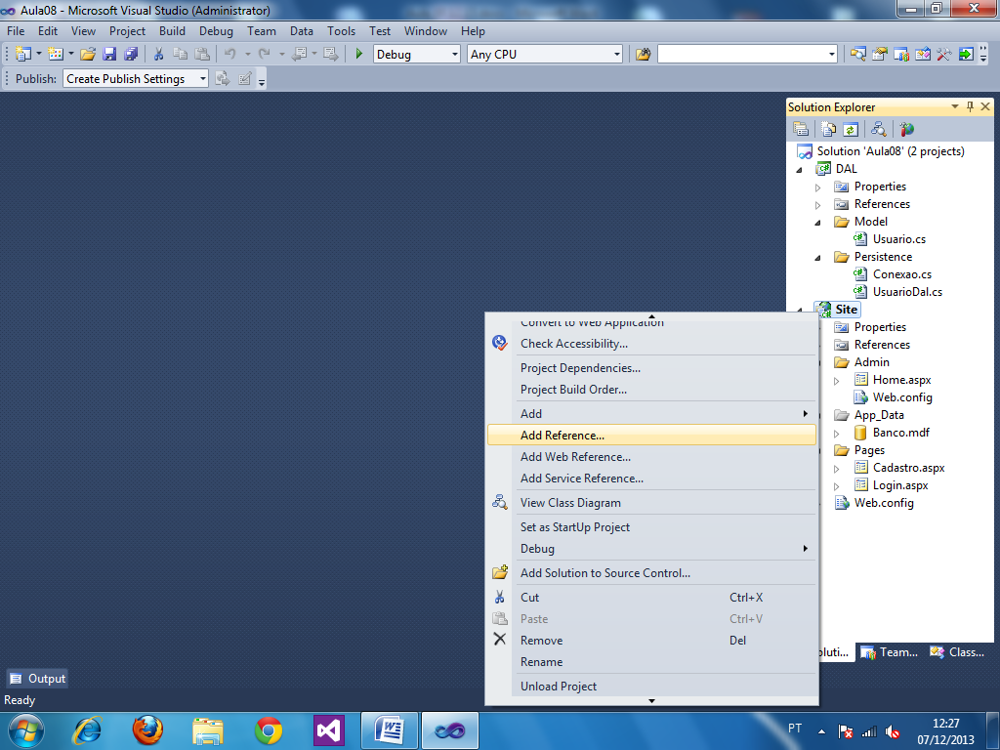 Aula08 - Microsoft Visual Studio (Administrator)
File Edit View Project Build Debug Team Data Tools Test Window Help
Debug Any CPU
Publish: Create Publish Settings
Solution Explorer
Solution 'Aula08' (2 projects)
DAL
Properties
References
Model
Usuario.cs
Persistence
Conexao.cs
UsuarioDal.cs
Site
Properties
References
Admin
Home.aspx
Web.config
App_Data
Banco.mdf
Pages
Cadastro.aspx
Login.aspx
Web.config
Convert to Web Application
Check Accessibility...
Project Dependencies...
Project Build Order...
Add
Add Reference...
Add Web Reference...
Add Service Reference...
View Class Diagram
Set as StartUp Project
Debug
Add Solution to Source Control...
Cut Ctrl+X
Paste Ctrl+V
Remove Del
Rename
Unload Project
oluti... Team... Class...
Output
Ready
PT
12:27
07/12/2013